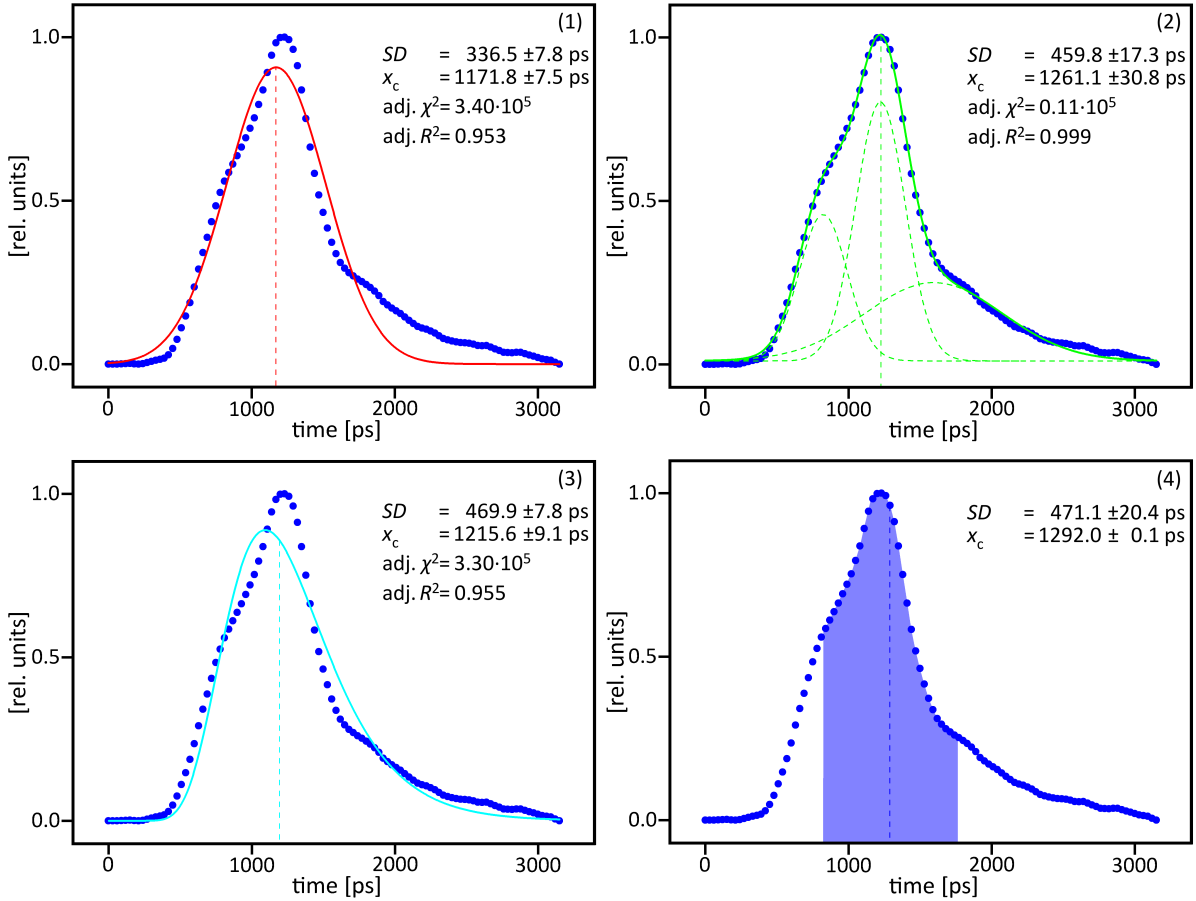 (1)
1.0
SD = 336.5 ±7.8 ps
x_c = 1171.8 ±7.5 ps
adj. χ²= 3.40·10⁵
adj. R²= 0.953
[rel. units]
0.5
0.0
0 1000 2000 3000
time [ps]
(2)
1.0
SD = 459.8 ±17.3 ps
x_c = 1261.1 ±30.8 ps
adj. χ²= 0.11·10⁵
adj. R²= 0.999
[rel. units]
0.5
0.0
0 1000 2000 3000
time [ps]
(3)
1.0
SD = 469.9 ±7.8 ps
x_c = 1215.6 ±9.1 ps
adj. χ²= 3.30·10⁵
adj. R²= 0.955
[rel. units]
0.5
0.0
0 1000 2000 3000
time [ps]
(4)
1.0
SD = 471.1 ±20.4 ps
x_c = 1292.0 ± 0.1 ps
[rel. units]
0.5
0.0
0 1000 2000 3000
time [ps]